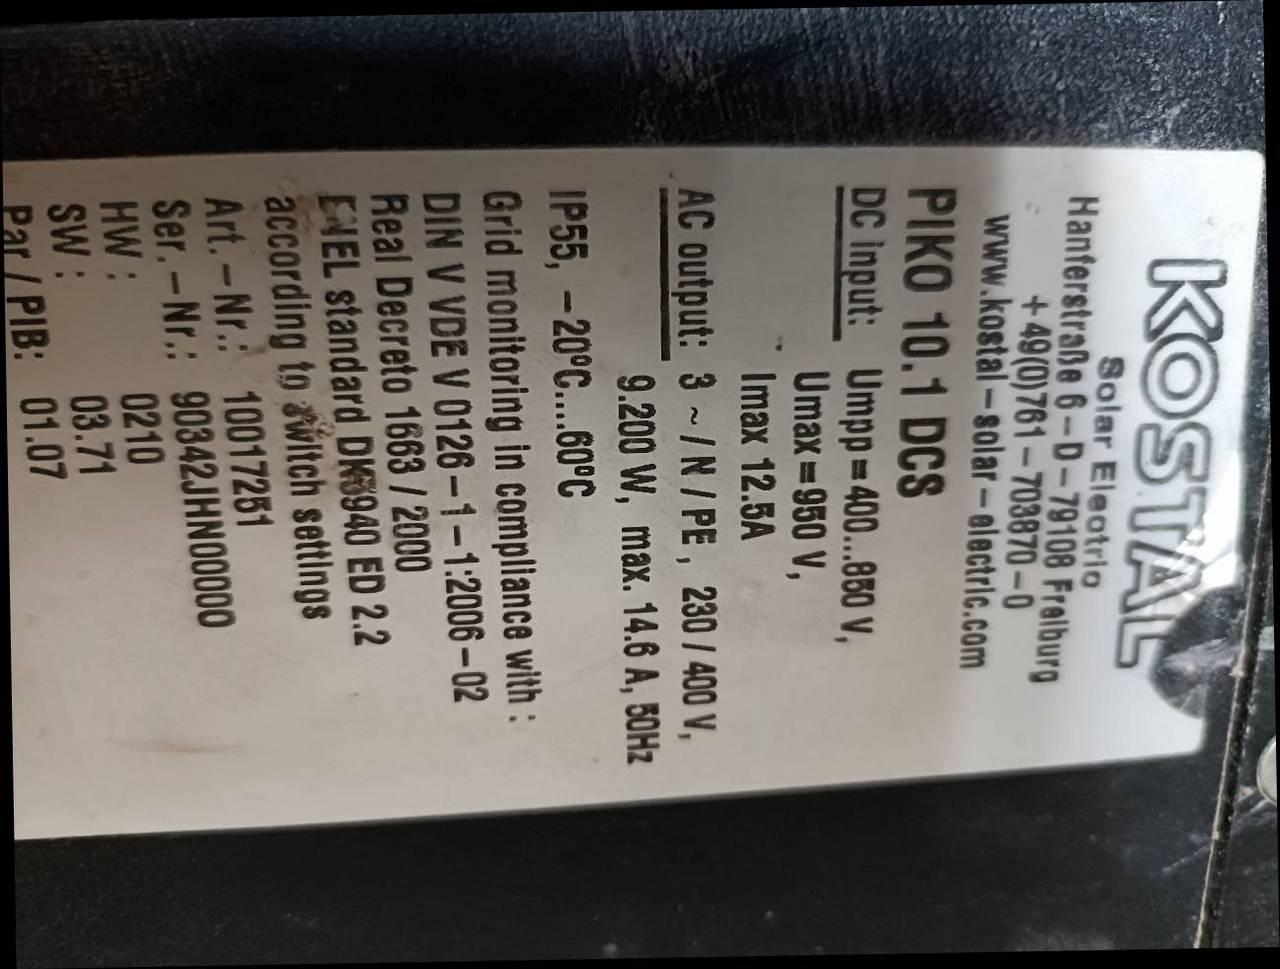 KOSTAL
Solar Electric
Hanferstraße 6 - D - 79108 Freiburg
+ 49(0)761 - 703870 - 0
www.kostal-solar-electric.com
PIKO 10.1 DCS
DC input: Umpp = 400...850 V,
Umax = 950 V,
Imax 12.5A
AC output: 3 ~ / N / PE, 230 / 400 V,
9.200 W, max. 14.6 A, 50Hz
IP55, -20°C...60°C
Grid monitoring in compliance with :
DIN V VDE V 0126-1-1:2006-02
Real Decreto 1663 / 2000
ENEL standard DK5940 ED 2.2
according to switch settings
Art.-Nr.: 10017251
Ser.-Nr.: 90342JHN00000
HW : 0210
SW : 03.71
Par / PIB: 01.07